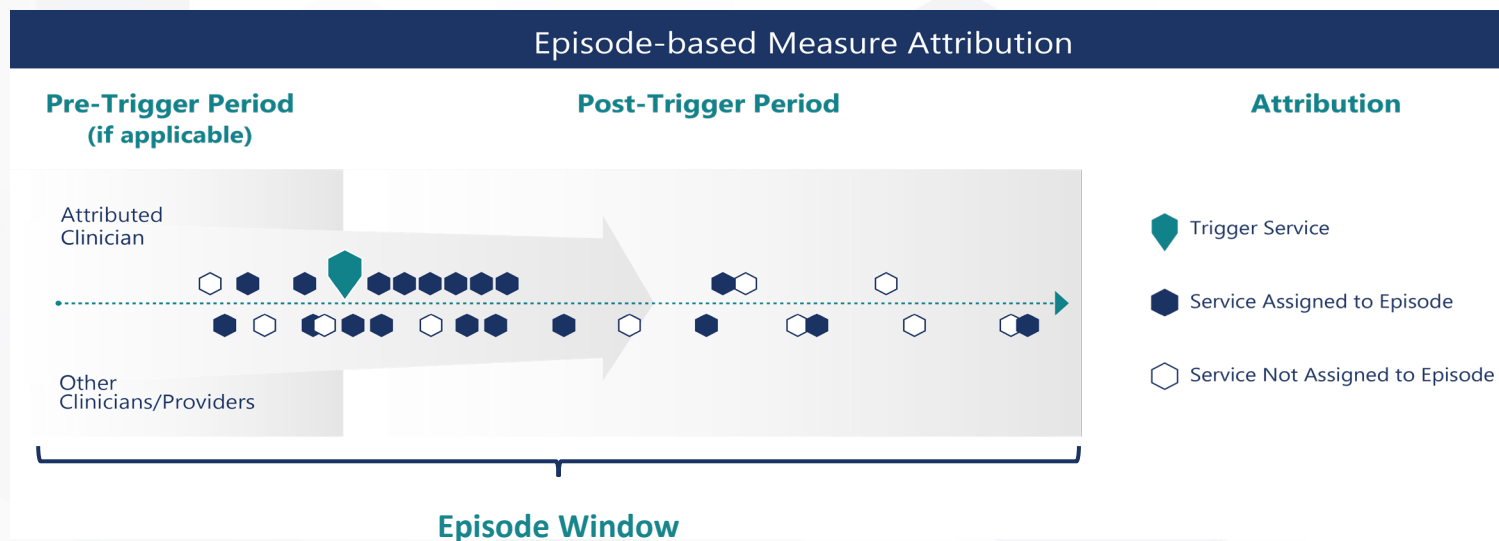 Episode-based Measure Attribution
Pre-Trigger Period
(if applicable)
Post-Trigger Period
Attribution
Attributed
Clinician
Trigger Service
Service Assigned to Episode
Service Not Assigned to Episode
Other
Clinicians/Providers
Episode Window